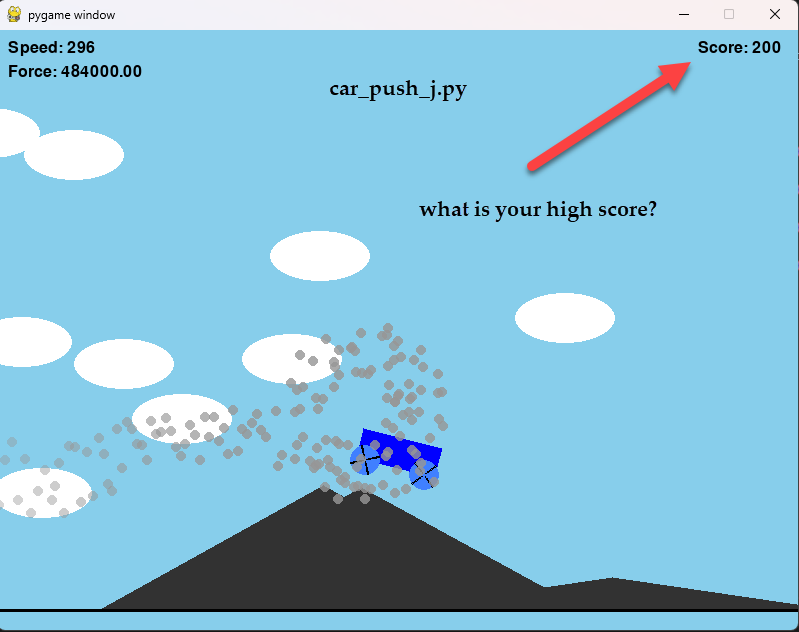 pygame window
Speed: 296
Score: 200
Force: 484000.00
car_push_j.py
what is your high score?